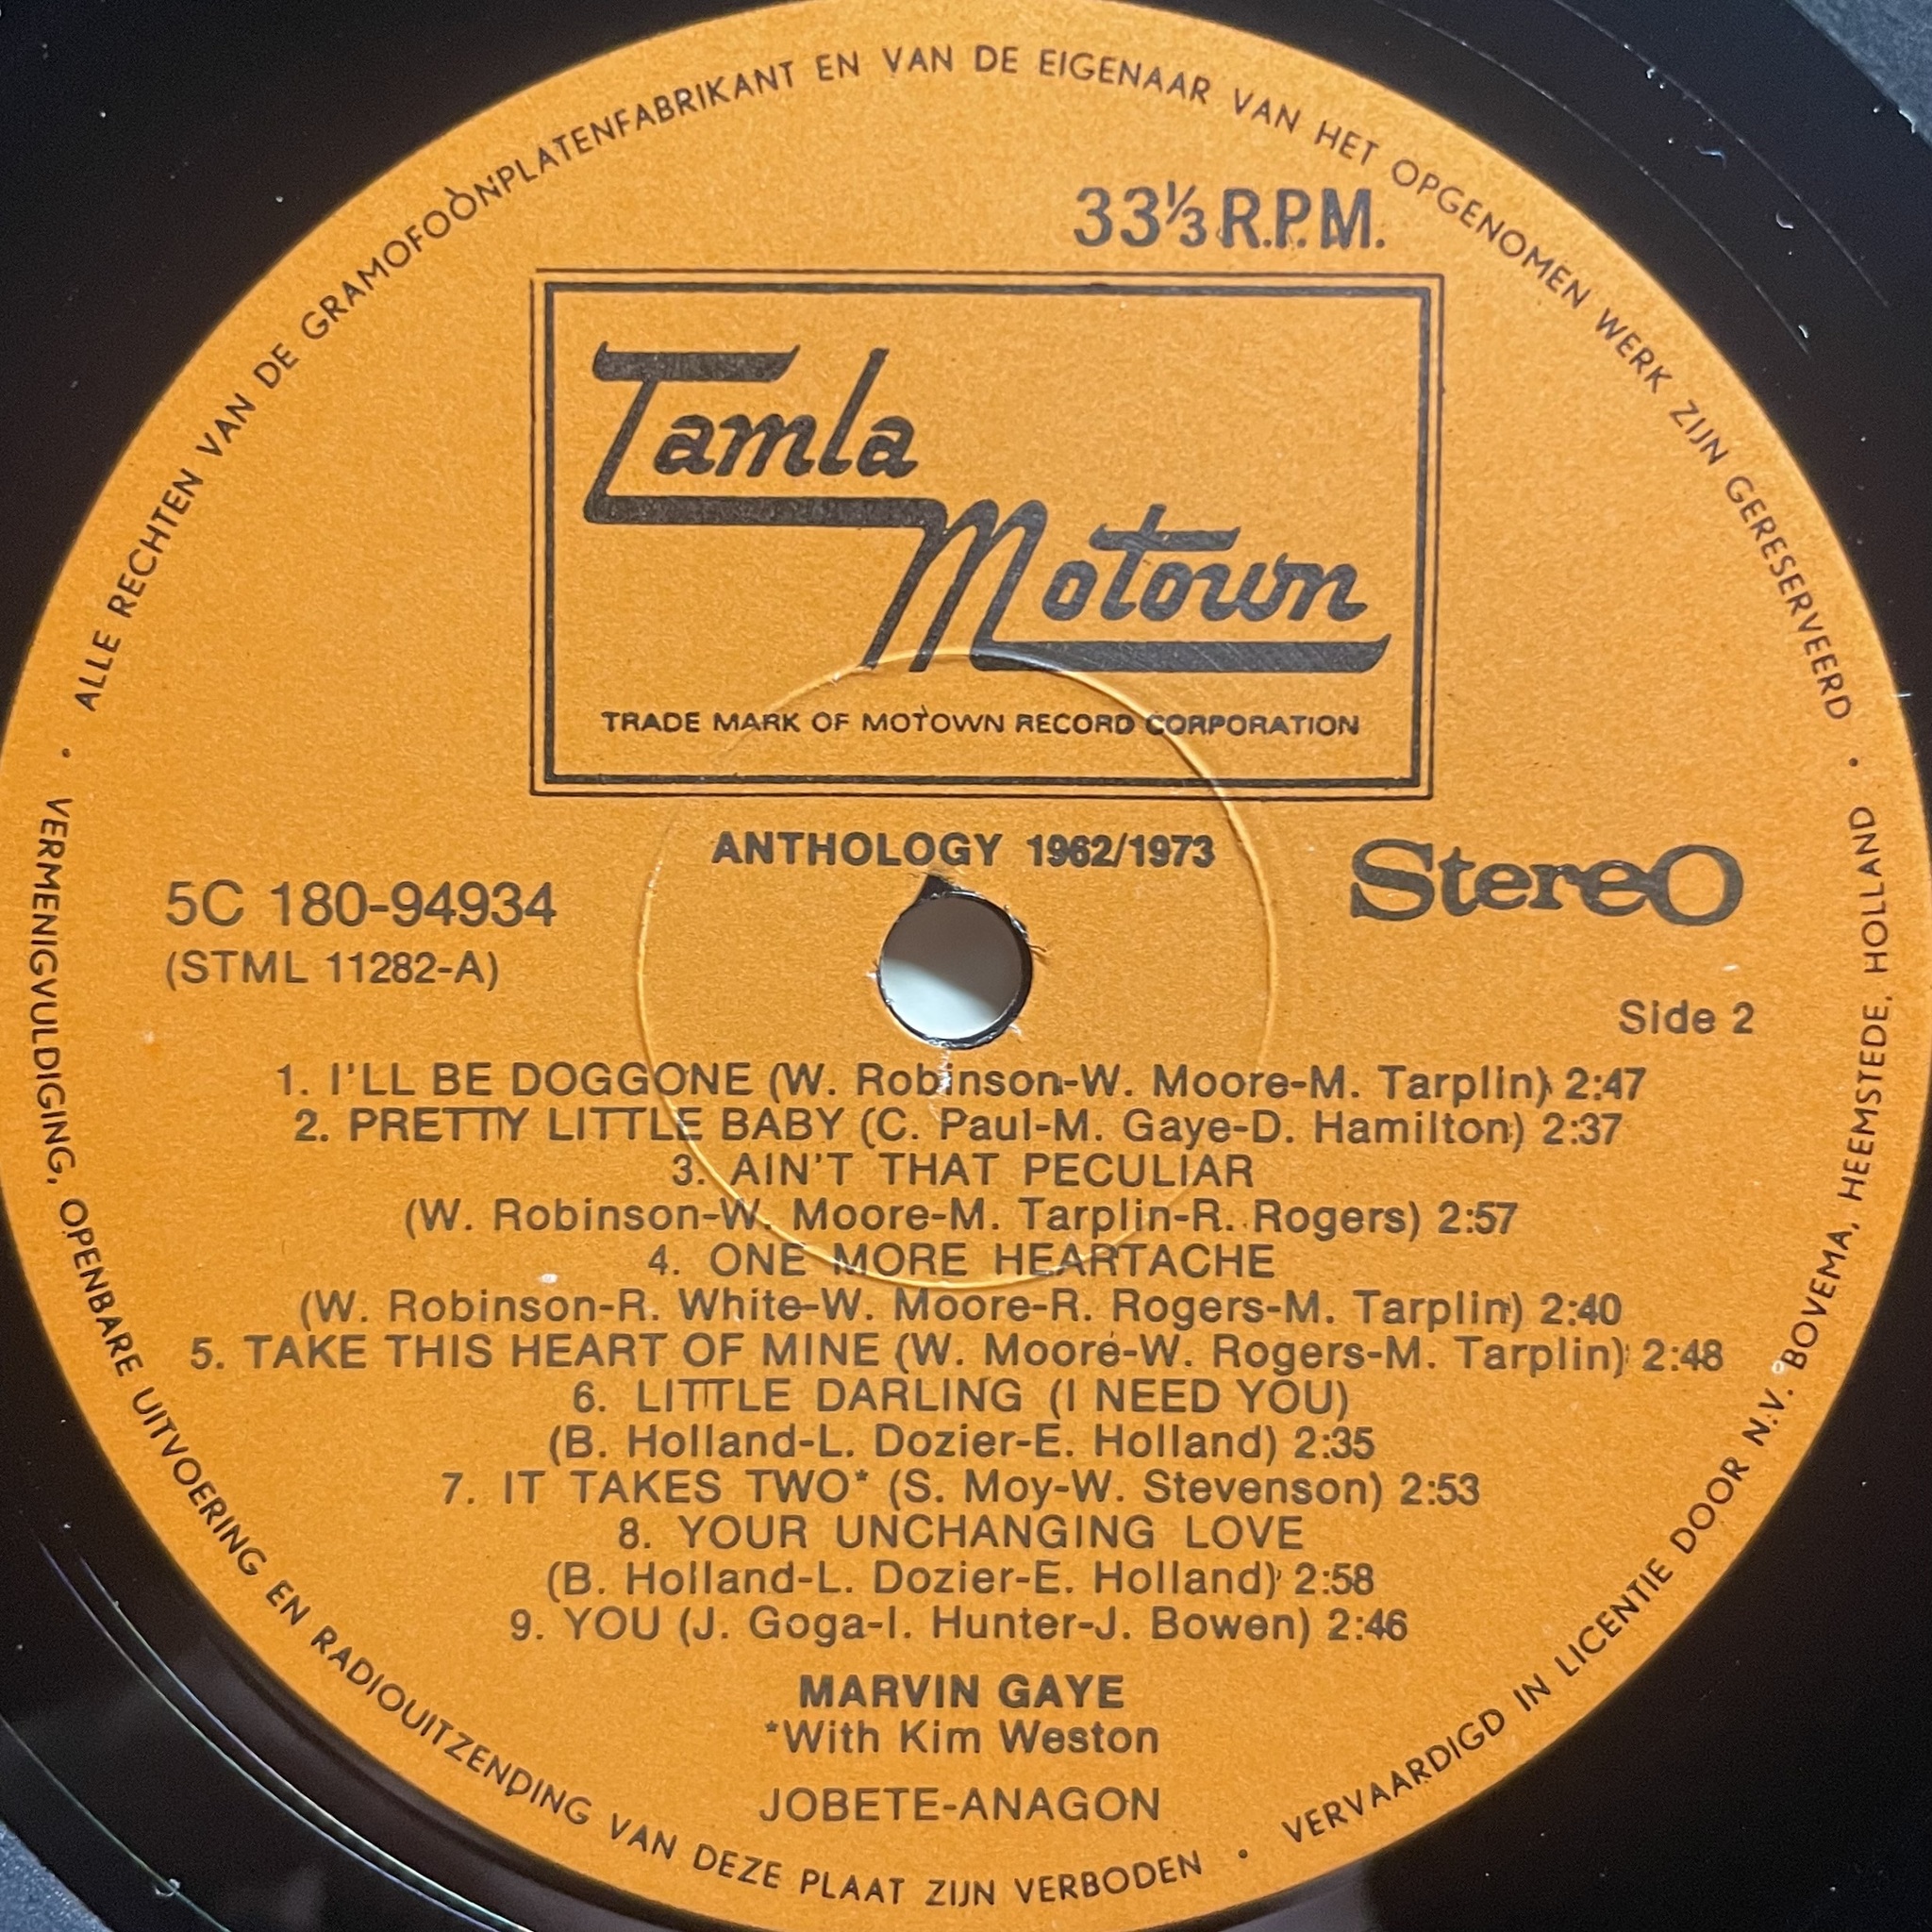 ALLE RECHTEN VAN DE GRAMOFOONPLATENFABRIKANT EN VAN DE EIGENAAR VAN HET OPGENOMEN WERK ZIJN GERESERVEERD •
33⅓ R.P.M.
Tamla
Motown
TRADE MARK OF MOTOWN RECORD CORPORATION
ANTHOLOGY 1962/1973
5C 180-94934
Stereo
(STML 11282-A)
Side 2
1. I'LL BE DOGGONE (W. Robinson-W. Moore-M. Tarplin) 2:47
2. PRETTY LITTLE BABY (C. Paul-M. Gaye-D. Hamilton) 2:37
3. AIN'T THAT PECULIAR
(W. Robinson-W. Moore-M. Tarplin-R. Rogers) 2:57
4. ONE MORE HEARTACHE
(W. Robinson-R. White-W. Moore-R. Rogers-M. Tarplin) 2:40
5. TAKE THIS HEART OF MINE (W. Moore-W. Rogers-M. Tarplin) 2:48
6. LITTLE DARLING (I NEED YOU)
(B. Holland-L. Dozier-E. Holland) 2:35
7. IT TAKES TWO* (S. Moy-W. Stevenson) 2:53
8. YOUR UNCHANGING LOVE
(B. Holland-L. Dozier-E. Holland) 2:58
9. YOU (J. Goga-I. Hunter-J. Bowen) 2:46
MARVIN GAYE
*With Kim Weston
JOBETE-ANAGON
• VERMENIGVULDIGING, OPENBARE UITVOERING EN RADIOUITZENDING VAN DEZE PLAAT ZIJN VERBODEN •
VERVAARDIGD IN LICENTIE DOOR N.V. BOVEMA, HEEMSTEDE, HOLLAND